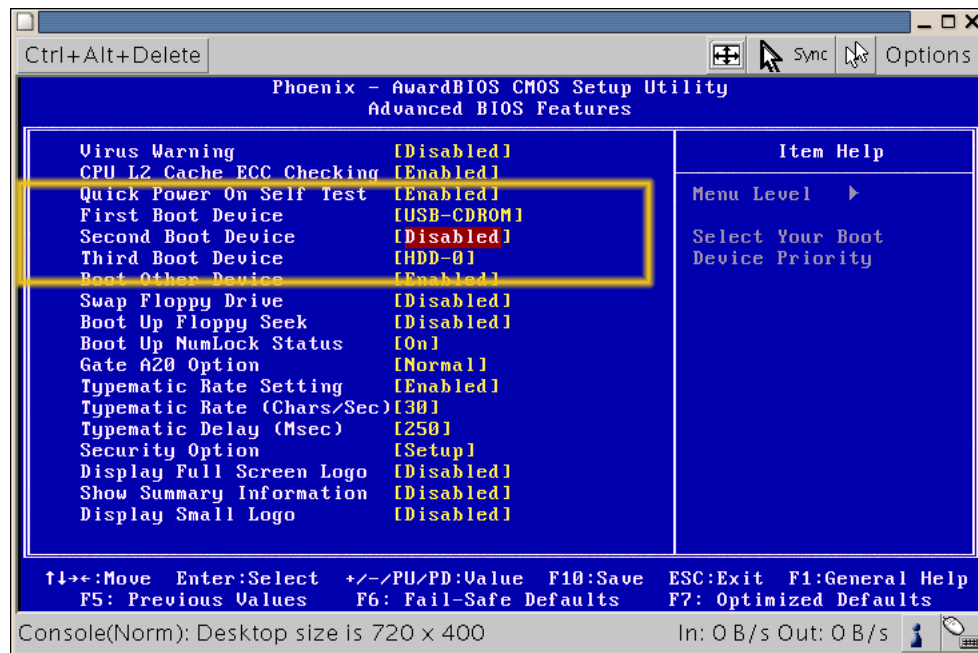 Ctrl+Alt+Delete Sync Options
Phoenix - AwardBIOS CMOS Setup Utility
Advanced BIOS Features
Virus Warning [Disabled]
CPU L2 Cache ECC Checking [Enabled]
Quick Power On Self Test [Enabled]
First Boot Device [USB-CDROM]
Second Boot Device [Disabled]
Third Boot Device [HDD-0]
Boot Other Device [Enabled]
Swap Floppy Drive [Disabled]
Boot Up Floppy Seek [Disabled]
Boot Up NumLock Status [On]
Gate A20 Option [Normal]
Typematic Rate Setting [Enabled]
Typematic Rate (Chars/Sec)[30]
Typematic Delay (Msec) [250]
Security Option [Setup]
Display Full Screen Logo [Disabled]
Show Summary Information [Disabled]
Display Small Logo [Disabled]
Item Help
Menu Level
Select Your Boot
Device Priority
↑↓→←:Move Enter:Select +/-/PU/PD:Value F10:Save ESC:Exit F1:General Help
F5: Previous Values F6: Fail-Safe Defaults F7: Optimized Defaults
Console(Norm): Desktop size is 720 x 400 In: 0 B/s Out: 0 B/s